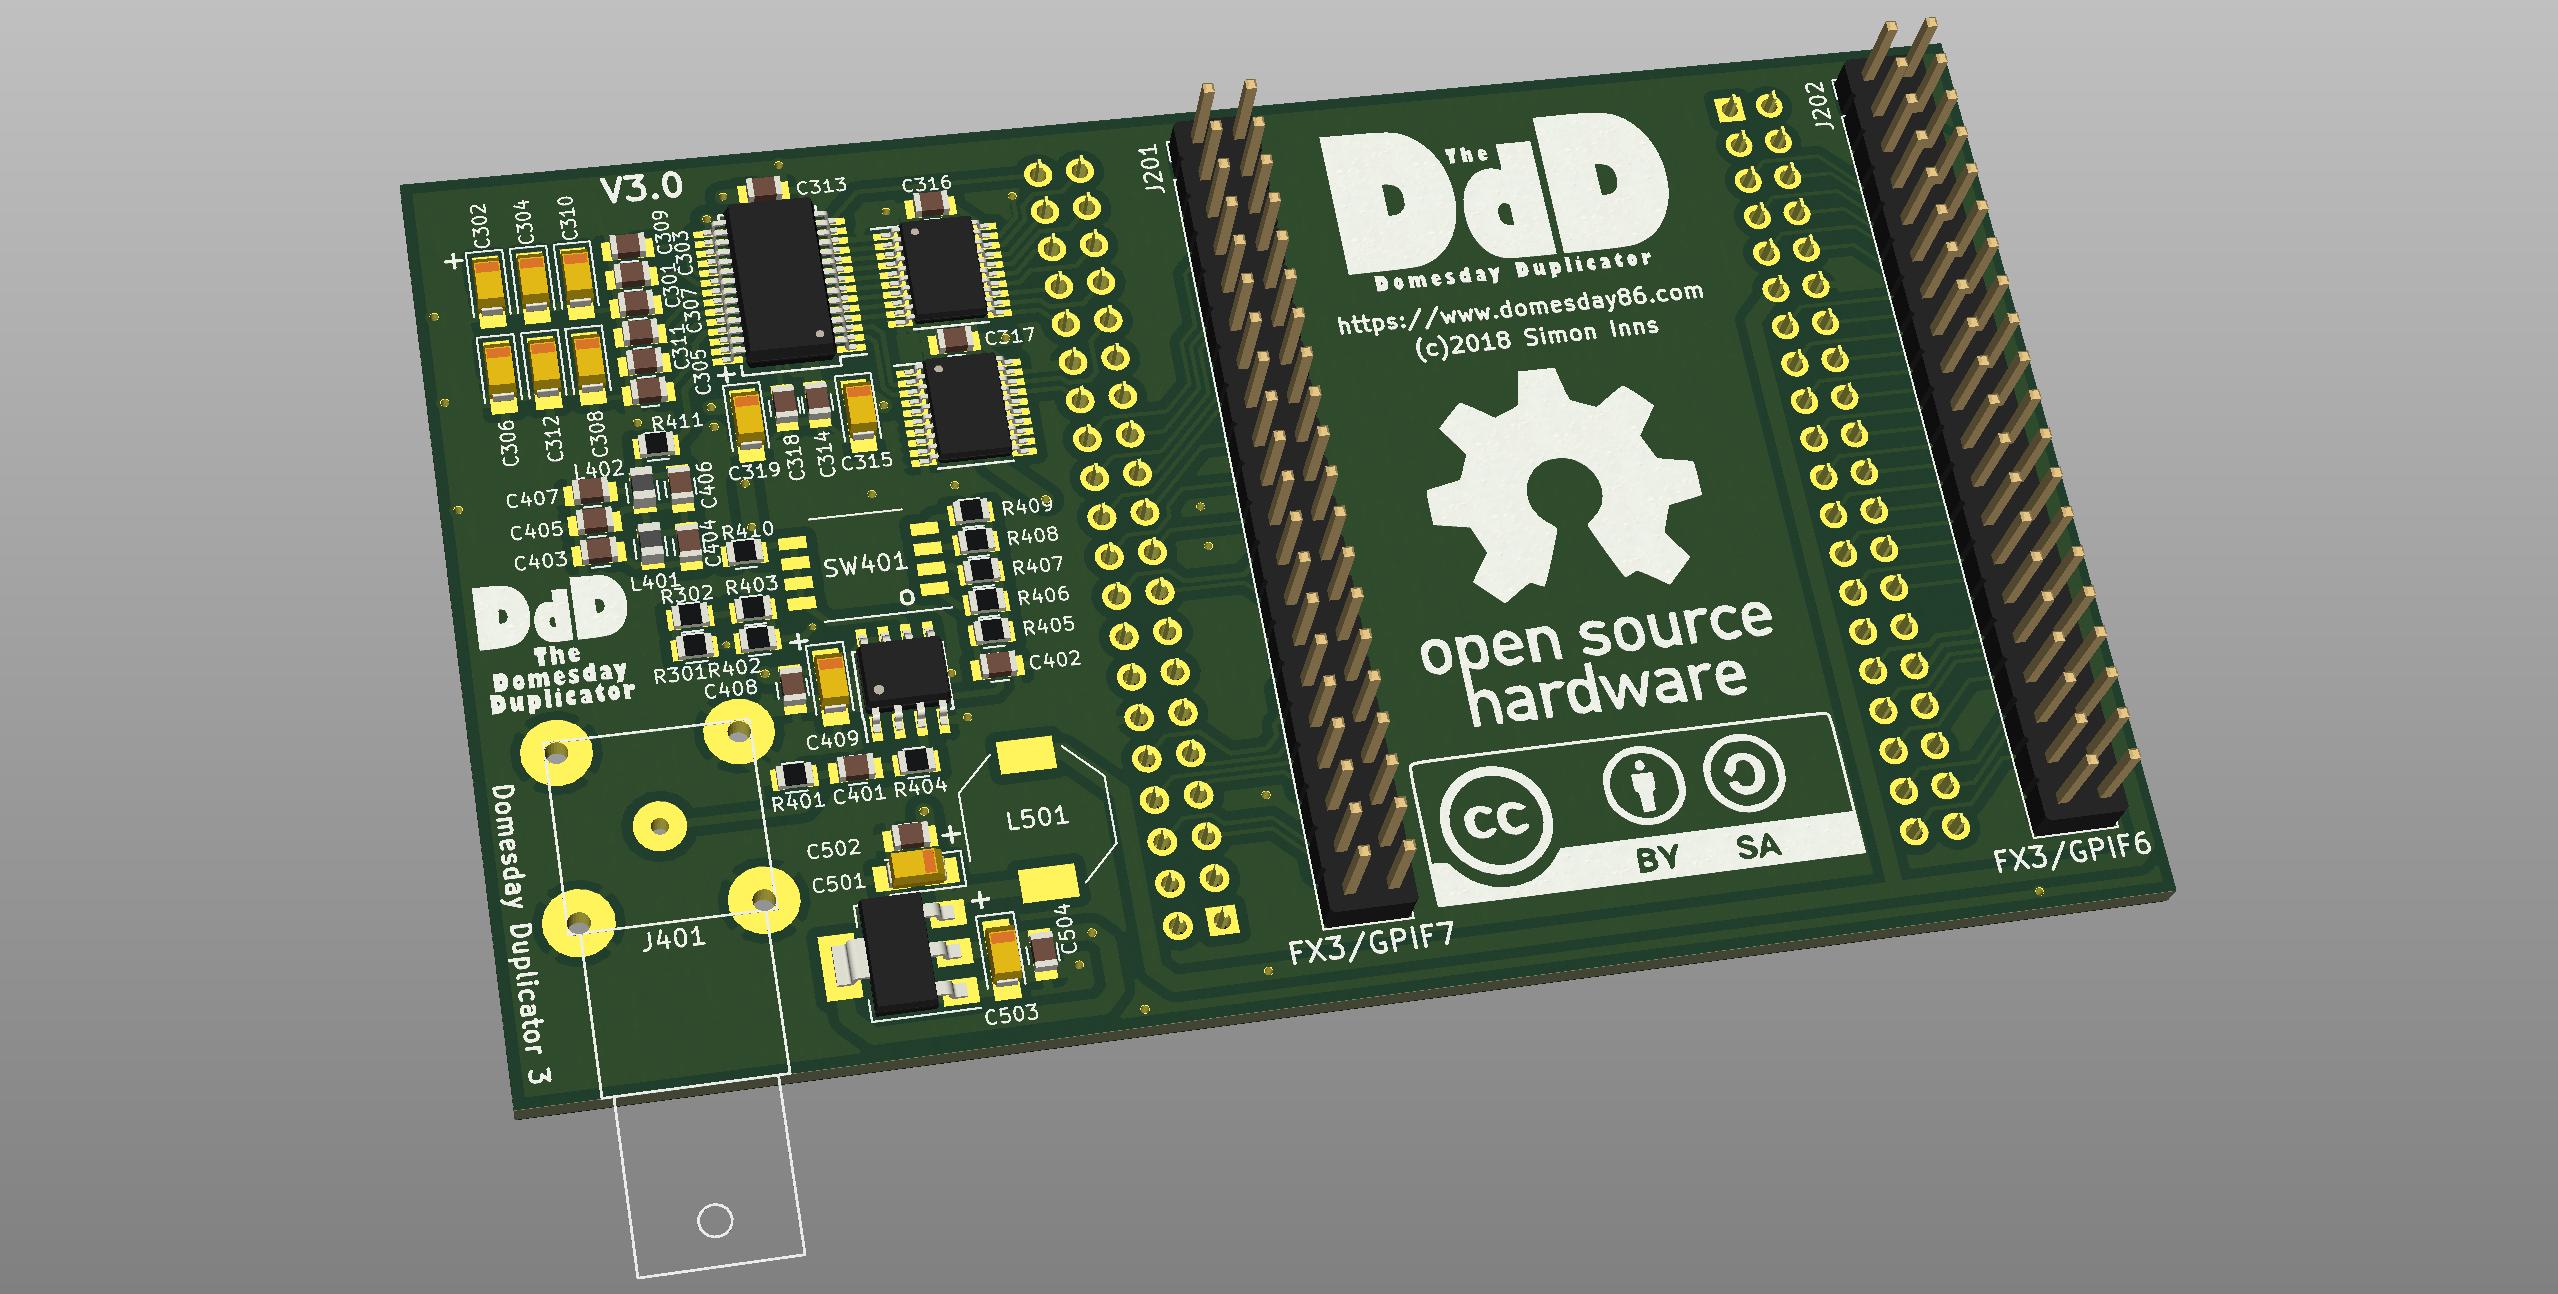 V3.0
C302
C304
C310
C309
C303
C301
C307
C311
C305
C306
C312
C308
C313
C316
C317
C319
C318
C314
C315
R411
L402
C407
C406
C405
C403
C404
L401
R410
R302
R403
R301
R402
C408
SW401
R409
R408
R407
R406
R405
C402
C409
R401
C401
R404
C502
C501
L501
C504
C503
DdD
The
Domesday
Duplicator
J401
Domesday Duplicator 3
J201
FX3/GPIF7
The
DdD
Domesday Duplicator
https://www.domesday86.com
(c)2018 Simon Inns
open source
hardware
cc
BY SA
J202
FX3/GPIF6